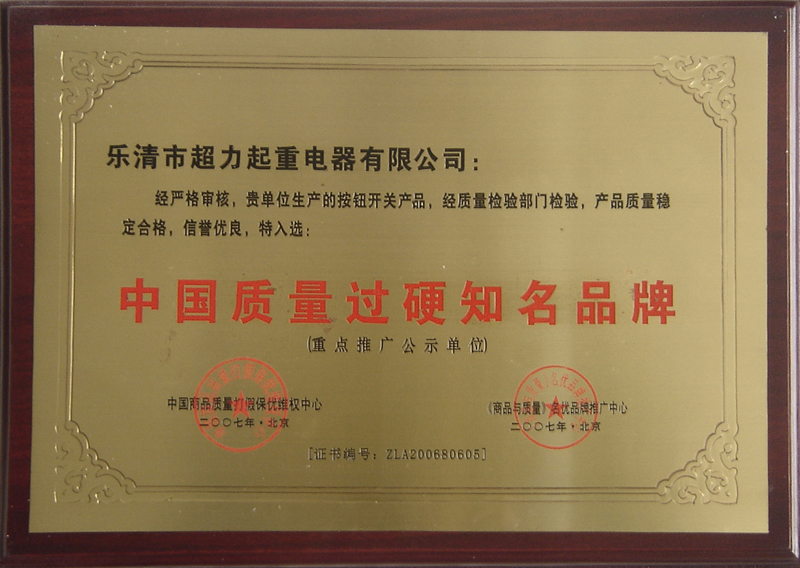 乐清市超力起重电器有限公司：
经严格审核，贵单位生产的按钮开关产品，经质量检验部门检验，产品质量稳
定合格，信誉优良，特入选：
中国质量过硬知名品牌
(重点推广公示单位)
中国商品质量打假保优维权中心
二〇〇七年·北京
《商品与质量》名优品牌推广中心
二〇〇七年·北京
[证书编号：ZLA200680605]